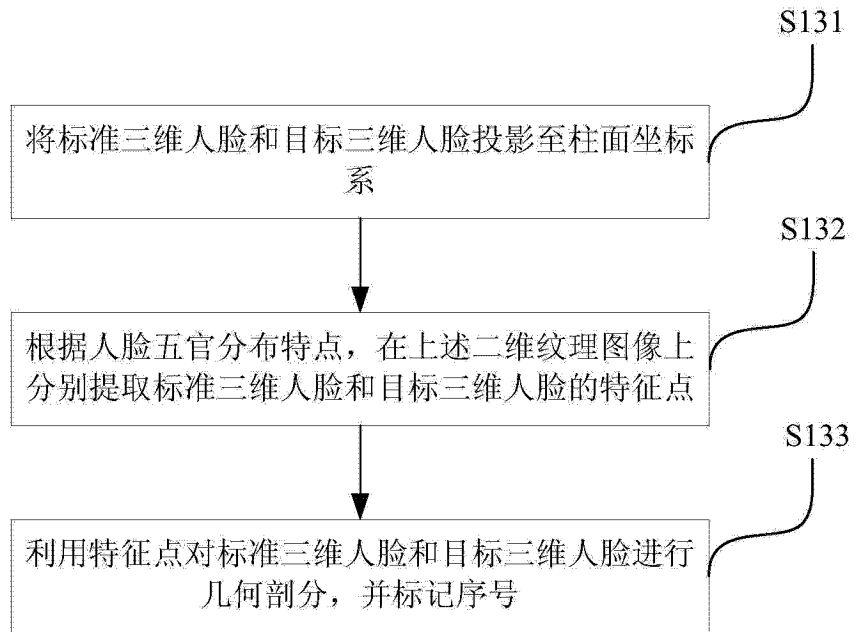 S131
将标准三维人脸和目标三维人脸投影至柱面坐标
系
S132
根据人脸五官分布特点，在上述二维纹理图像上
分别提取标准三维人脸和目标三维人脸的特征点
S133
利用特征点对标准三维人脸和目标三维人脸进行
几何剖分，并标记序号